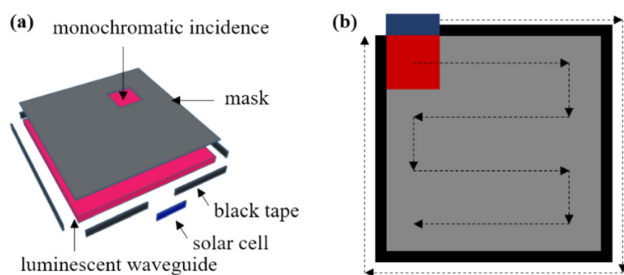 (a)
monochromatic incidence
mask
black tape
solar cell
luminescent waveguide
(b)